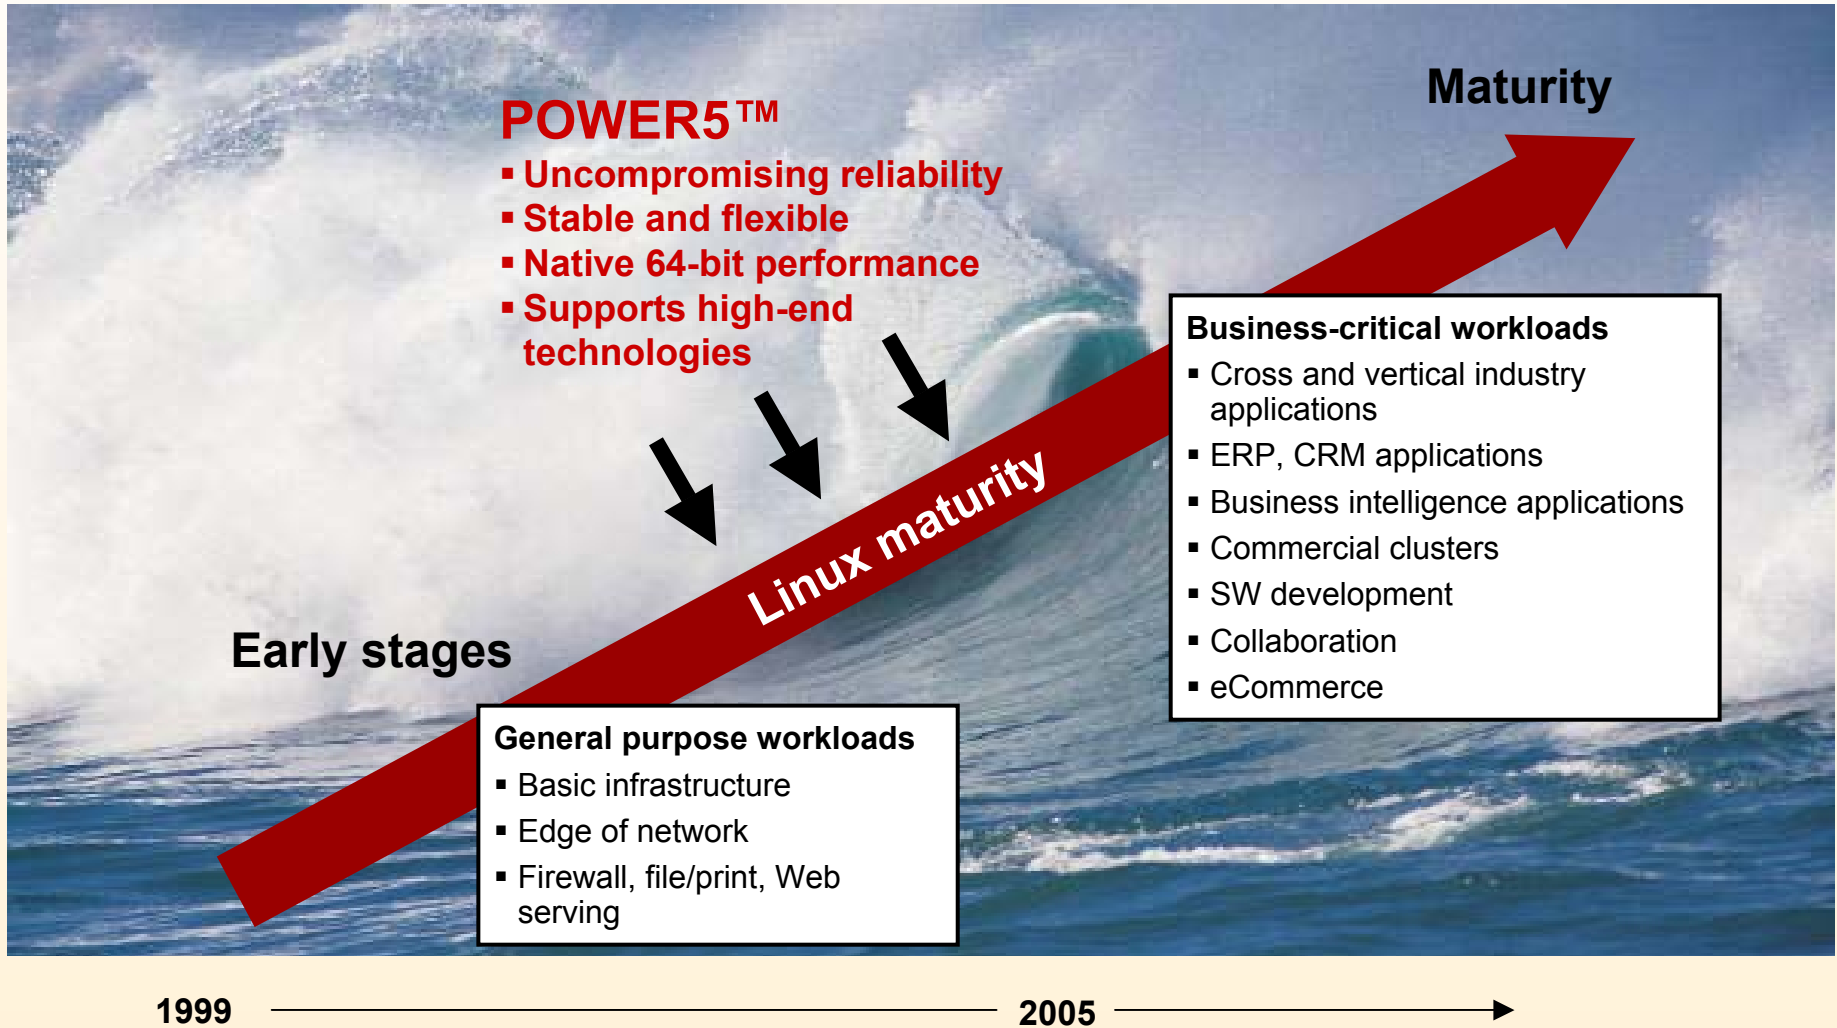 Maturity
POWER5™
▪ Uncompromising reliability
▪ Stable and flexible
▪ Native 64-bit performance
▪ Supports high-end
technologies
Linux maturity
Early stages
General purpose workloads
▪ Basic infrastructure
▪ Edge of network
▪ Firewall, file/print, Web
serving
Business-critical workloads
▪ Cross and vertical industry
applications
▪ ERP, CRM applications
▪ Business intelligence applications
▪ Commercial clusters
▪ SW development
▪ Collaboration
▪ eCommerce
1999
2005